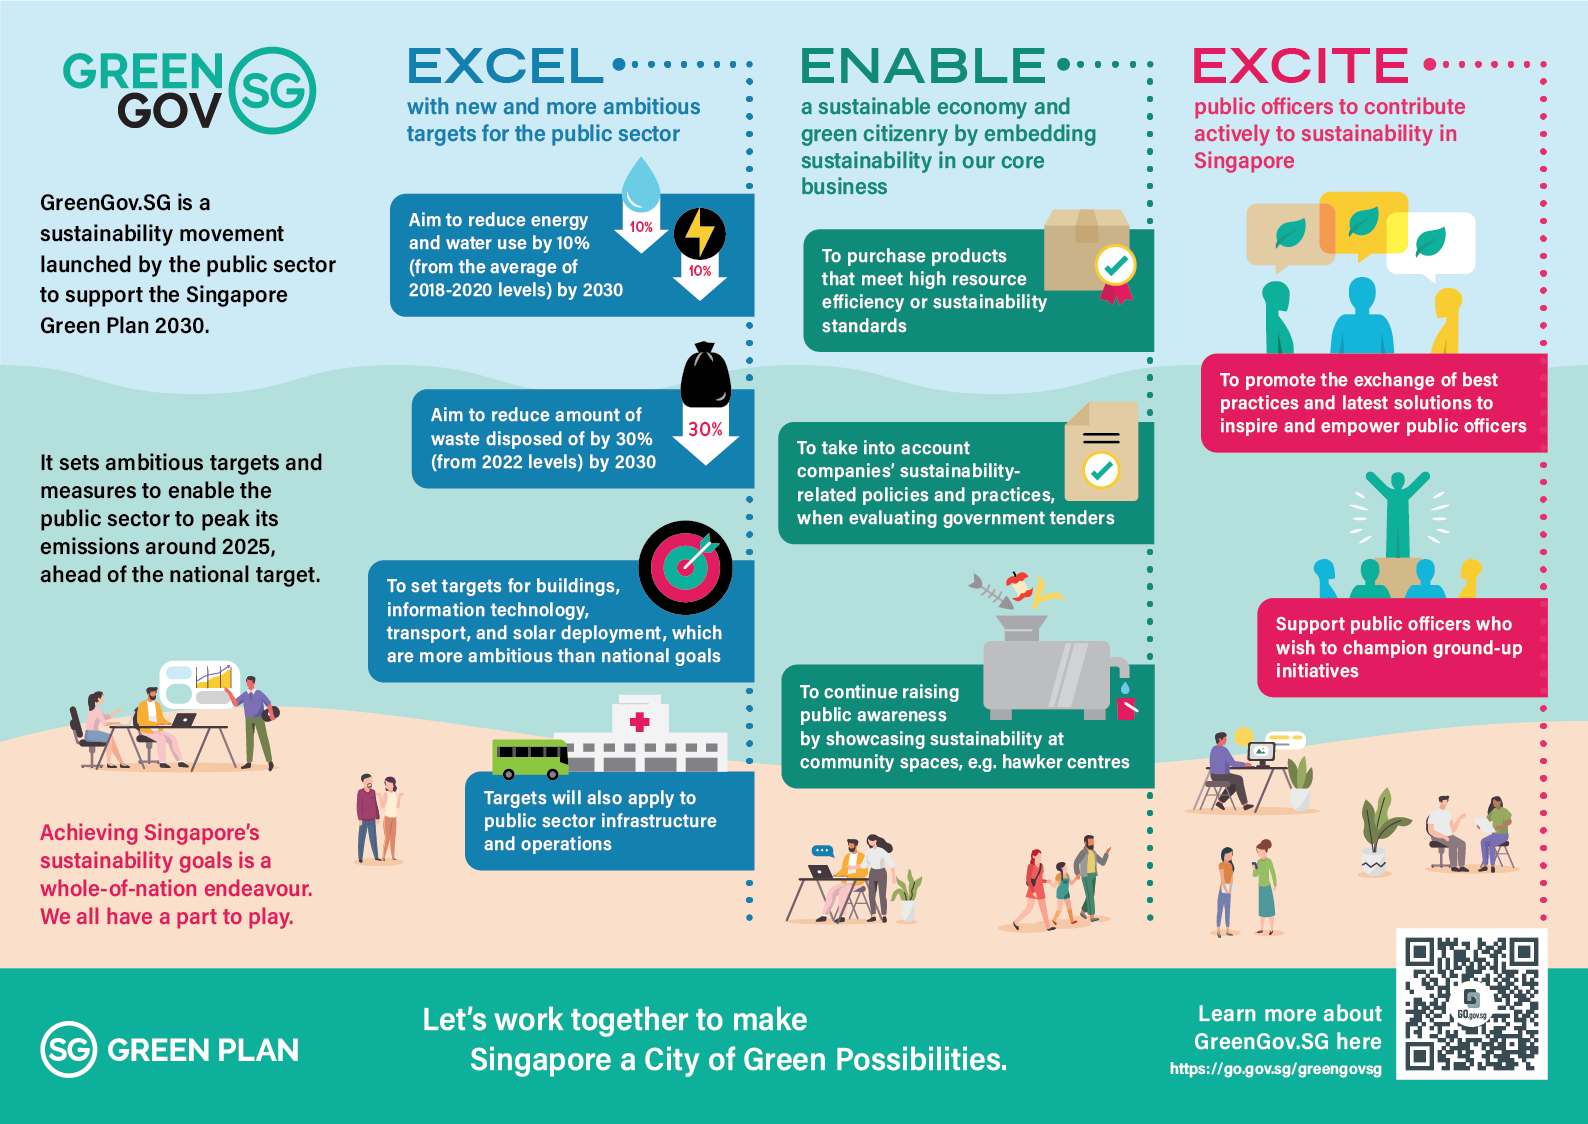 GREEN
GOV SG
GreenGov.SG is a
sustainability movement
launched by the public sector
to support the Singapore
Green Plan 2030.
It sets ambitious targets and
measures to enable the
public sector to peak its
emissions around 2025,
ahead of the national target.
Achieving Singapore's
sustainability goals is a
whole-of-nation endeavour.
We all have a part to play.
EXCEL
with new and more ambitious
targets for the public sector
Aim to reduce energy
and water use by 10%
(from the average of
2018-2020 levels) by 2030
10%
10%
Aim to reduce amount of
waste disposed of by 30%
(from 2022 levels) by 2030
30%
To set targets for buildings,
information technology,
transport, and solar deployment, which
are more ambitious than national goals
Targets will also apply to
public sector infrastructure
and operations
ENABLE
a sustainable economy and
green citizenry by embedding
sustainability in our core
business
To purchase products
that meet high resource
efficiency or sustainability
standards
To take into account
companies' sustainability-
related policies and practices,
when evaluating government tenders
To continue raising
public awareness
by showcasing sustainability at
community spaces, e.g. hawker centres
EXCITE
public officers to contribute
actively to sustainability in
Singapore
To promote the exchange of best
practices and latest solutions to
inspire and empower public officers
Support public officers who
wish to champion ground-up
initiatives
SG GREEN PLAN
Let's work together to make
Singapore a City of Green Possibilities.
Learn more about
GreenGov.SG here
https://go.gov.sg/greengovsg
GO.gov.sg